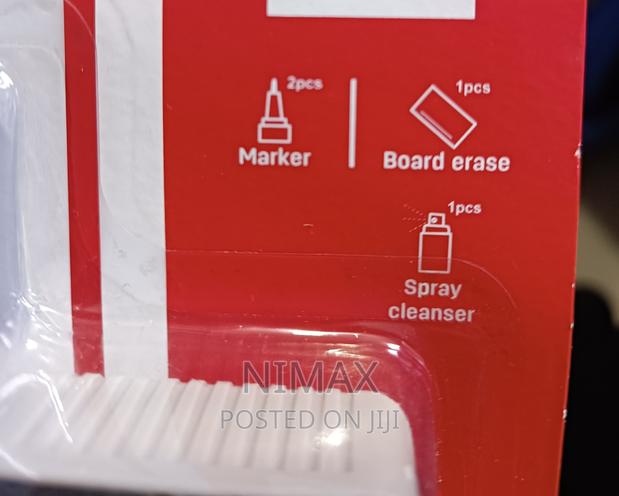 2pcs
Marker
1pcs
Board erase
1pcs
Spray
cleanser
NIMAX
POSTED ON JIJI